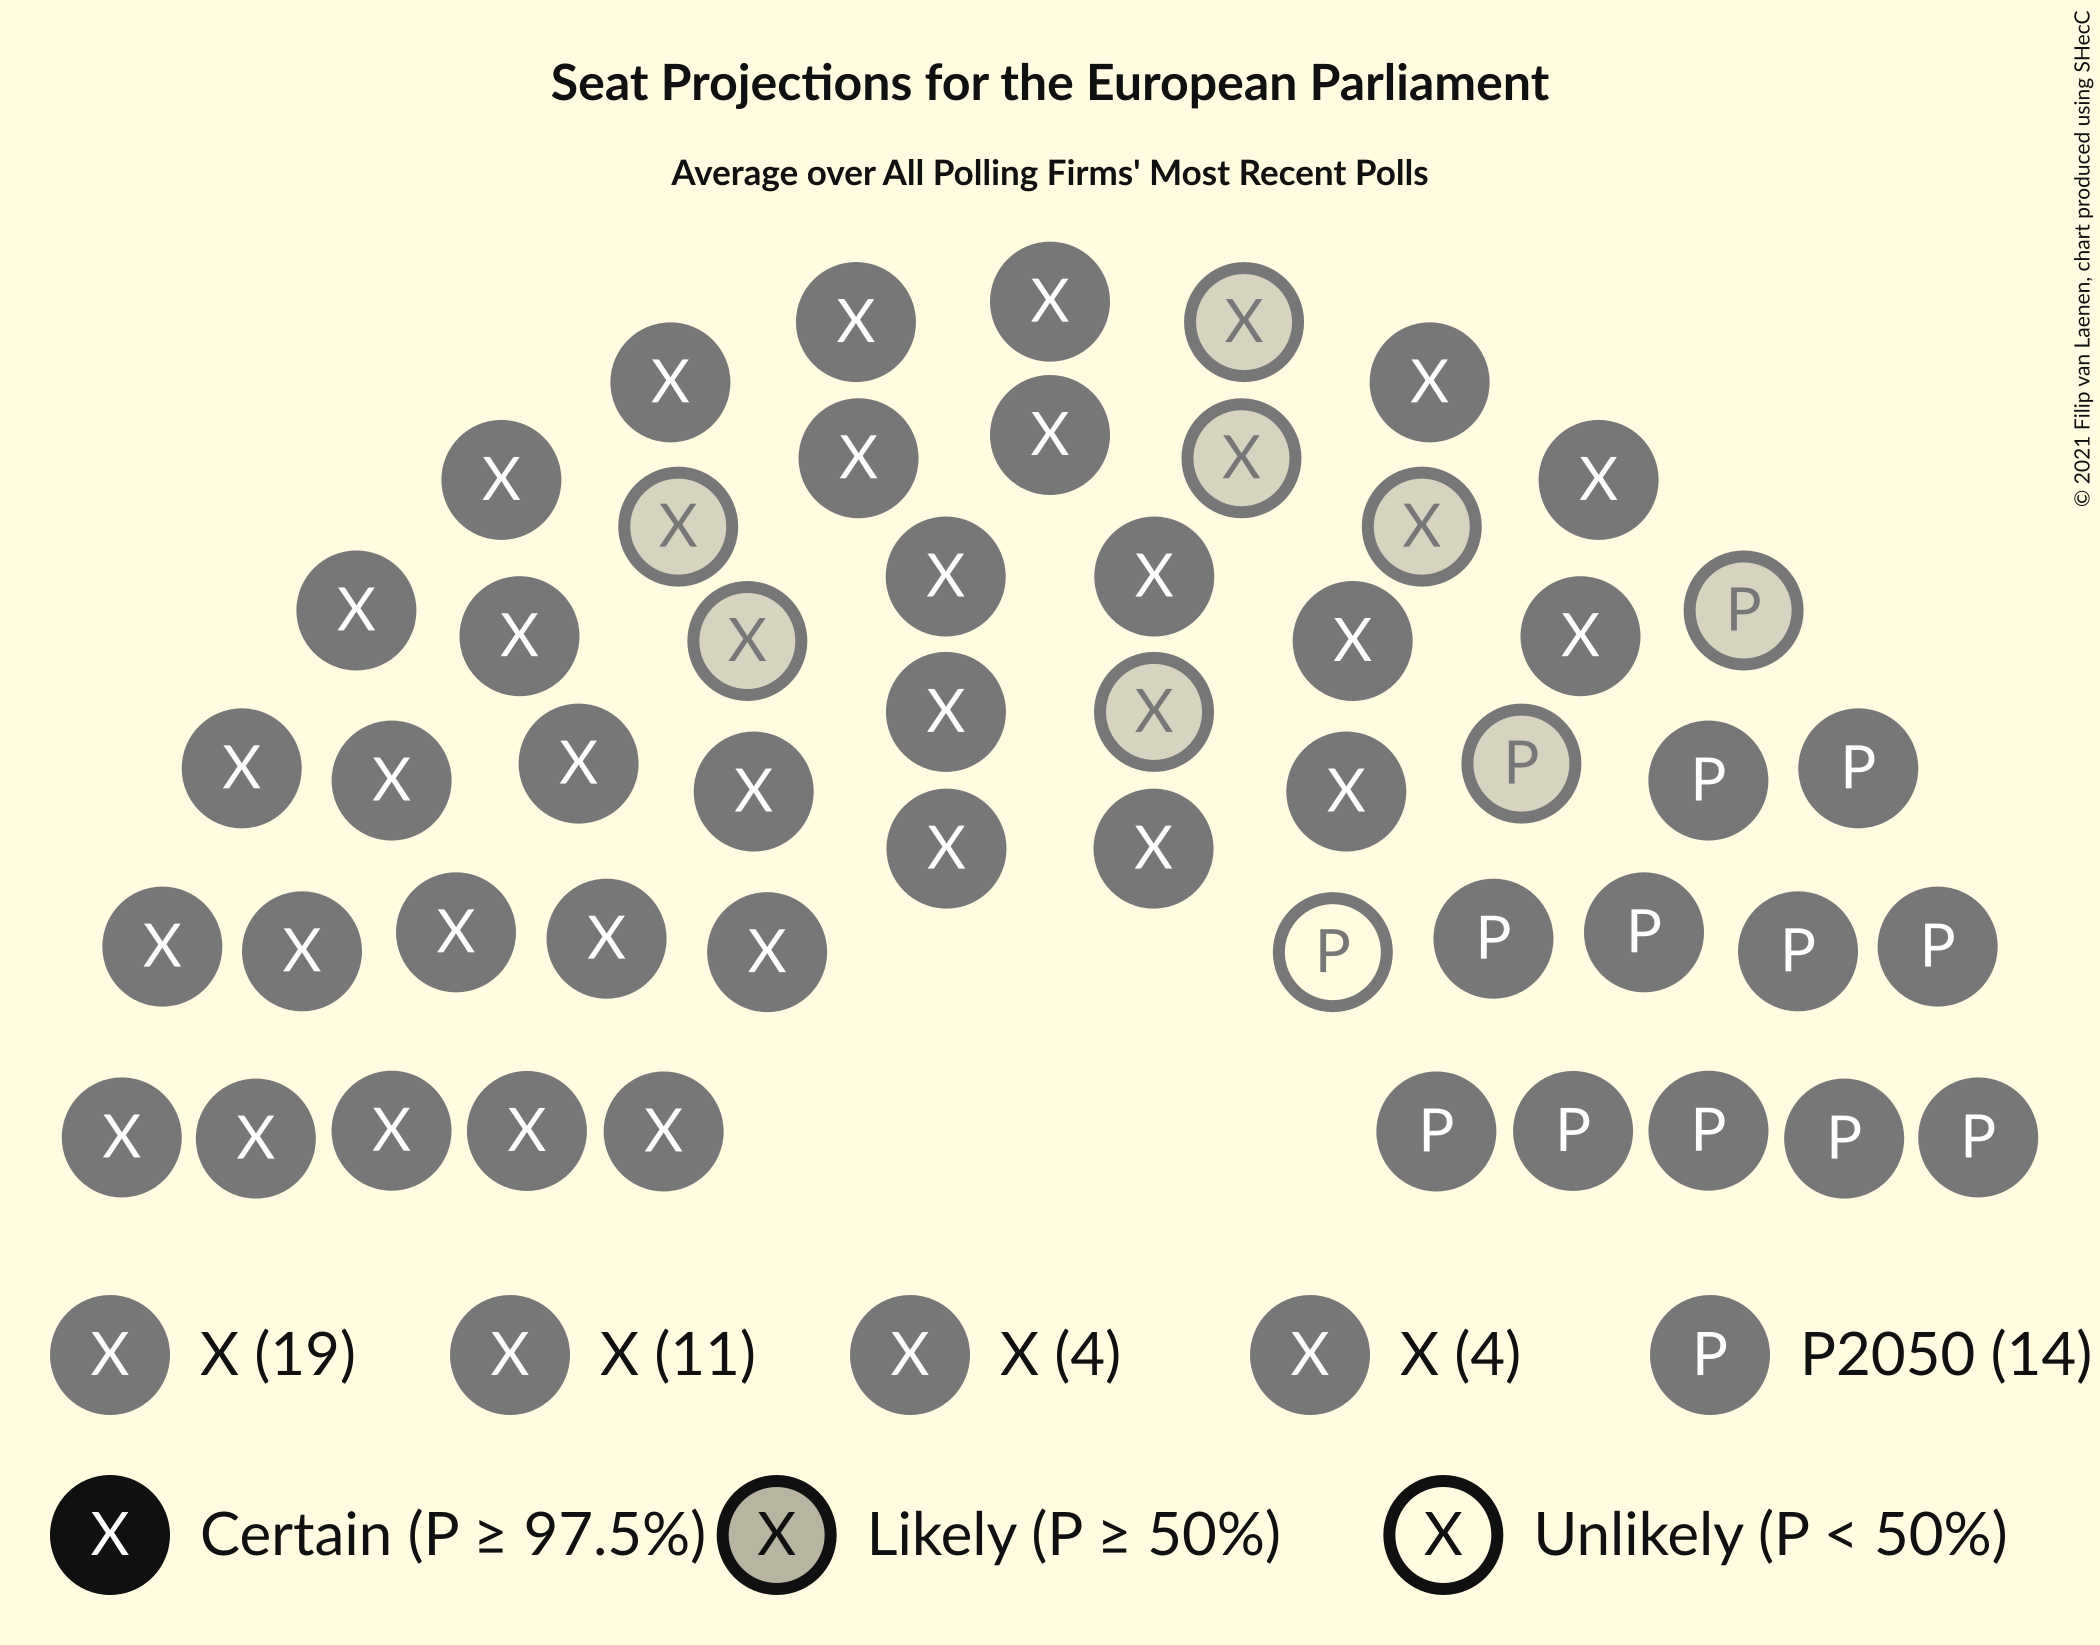 Seat Projections for the European Parliament
Average over All Polling Firms' Most Recent Polls
© 2021 Filip van Laenen, chart produced using SHecC
X X X
X X
X X
X X X
X X
X X
X X
X X
X X P
X X
X X P
X X P P
X X
X X X X P P P P P
X P
X X X X X P P P P P
X X (19) X X (11) X X (4) X X (4) P P2050 (14)
X Certain (P ≥ 97.5%) X Likely (P ≥ 50%) X Unlikely (P < 50%)